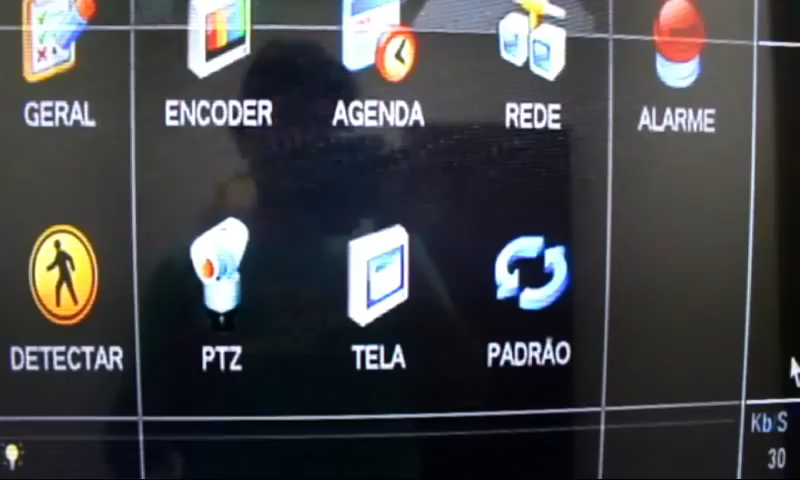 GERAL ENCODER AGENDA REDE ALARME
DETECTAR PTZ TELA PADRÃO
Kb/S
30